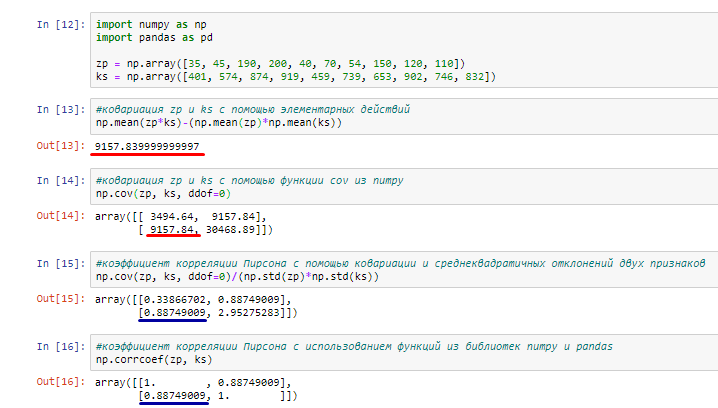 In [12]: import numpy as np
import pandas as pd
zp = np.array([35, 45, 190, 200, 40, 70, 54, 150, 120, 110])
ks = np.array([401, 574, 874, 919, 459, 739, 653, 902, 746, 832])
In [13]: #ковариация zp и ks с помощью элементарных действий
np.mean(zp*ks)-(np.mean(zp)*np.mean(ks))
Out[13]: 9157.839999999997
In [14]: #ковариация zp и ks с помощью функции cov из numpy
np.cov(zp, ks, ddof=0)
Out[14]: array([[ 3494.64, 9157.84],
[ 9157.84, 30468.89]])
In [15]: #коэффициент корреляции Пирсона с помощью ковариации и среднеквадратичных отклонений двух признаков
np.cov(zp, ks, ddof=0)/(np.std(zp)*np.std(ks))
Out[15]: array([[0.33866702, 0.88749009],
[0.88749009, 2.95275283]])
In [16]: #коэффициент корреляции Пирсона с использованием функций из библиотек numpy и pandas
np.corrcoef(zp, ks)
Out[16]: array([[1. , 0.88749009],
[0.88749009, 1. ]])